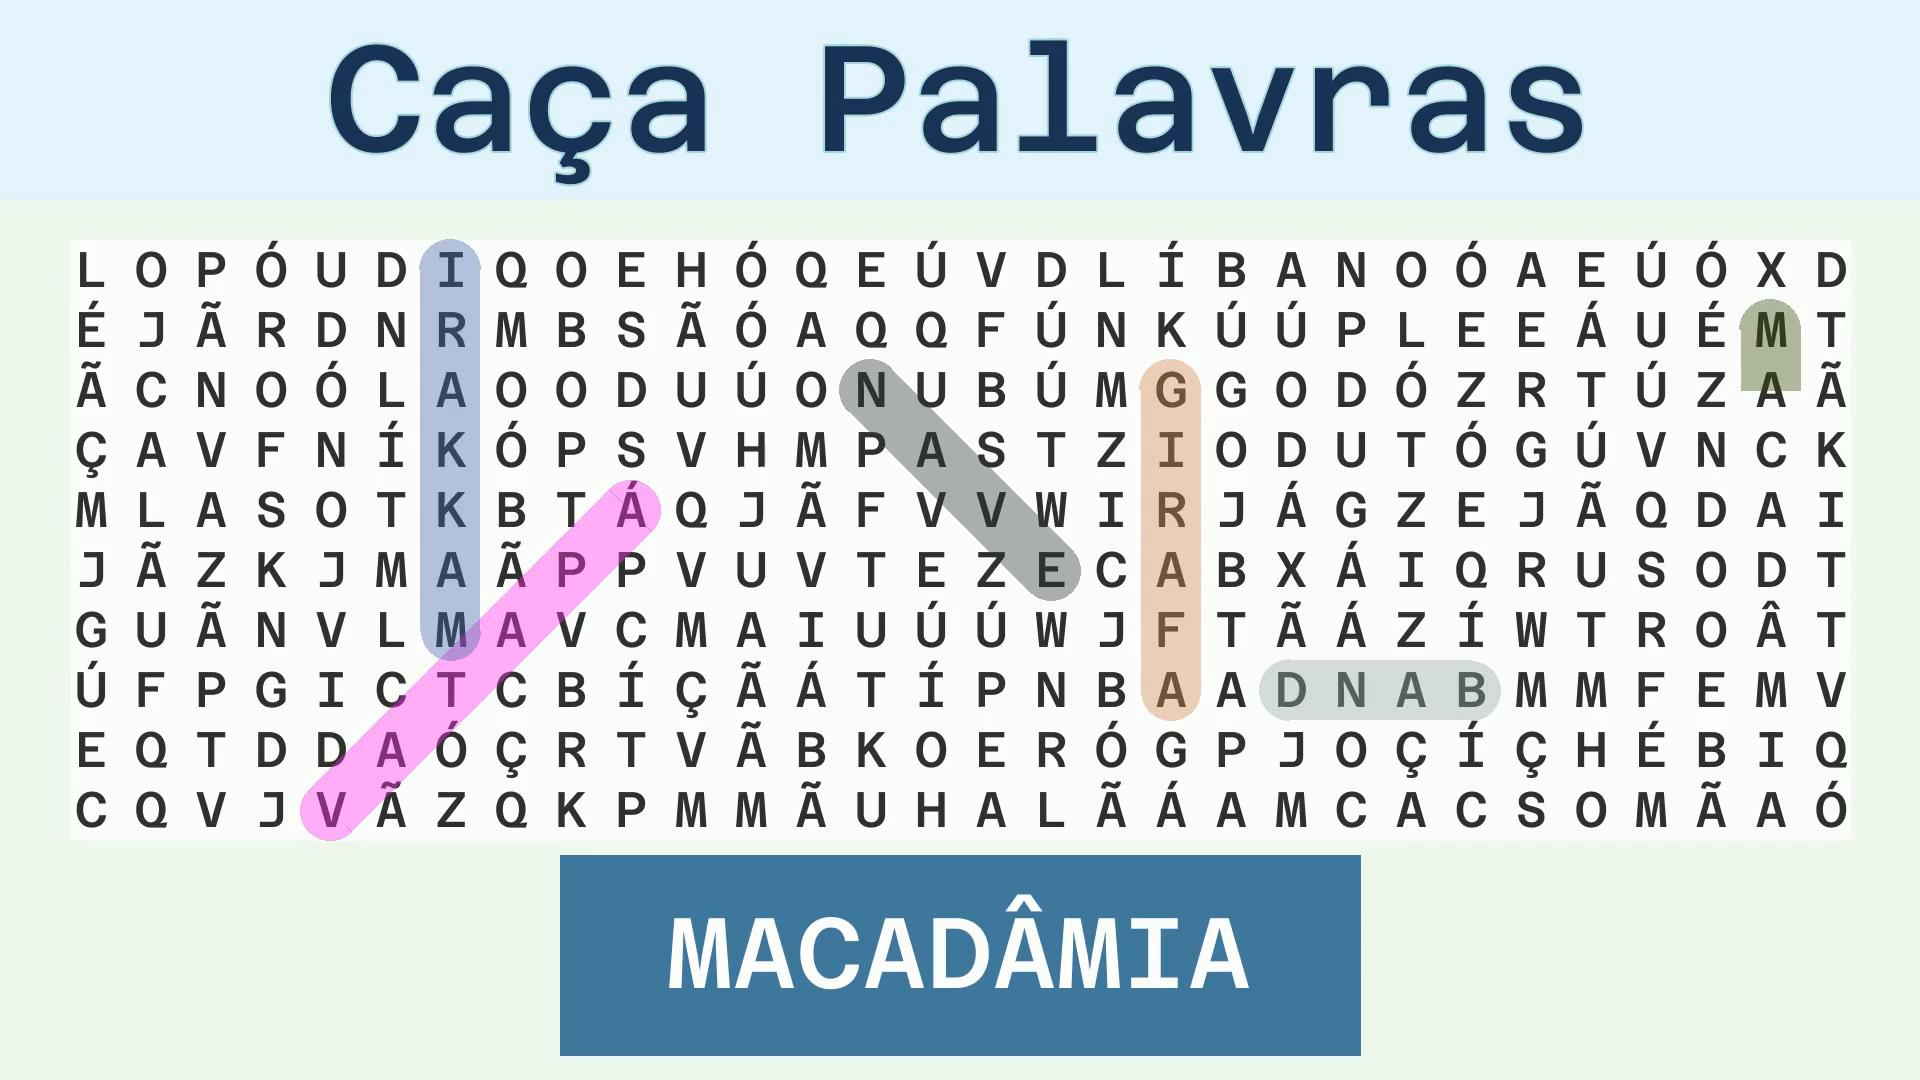 Caça Palavras
L O P Ó U D I Q O E H Ó Q E Ú V D L Í B A N O Ó A E Ú Ó X D
É J Ã R D N R M B S Ã Ó A Q Q F Ú N K Ú Ú P L E E Á U É M T
Ã C N O Ó L A O O D U Ú O N U B Ú M G G O D Ó Z R T Ú Z A Ã
Ç A V F N Í K Ó P S V H M P A S T Z I O D U T Ó G Ú V N C K
M L A S O T K B T Á Q J Ã F V V W I R J Á G Z E J Ã Q D A I
J Ã Z K J M A Ã P P V U V T E Z E C A B X Á I Q R U S O D T
G U Ã N V L M A V C M A I U Ú Ú W J F T Ã Á Z Í W T R O Â T
Ú F P G I C T C B Í Ç Ã Á T Í P N B A A D N A B M M F E M V
E Q T D D A Ó Ç R T V Ã B K O E R Ó G P J O Ç Í Ç H É B I Q
C Q V J V Ã Z Q K P M M Ã U H A L Ã Á A M C A C S O M Ã A Ó
MACADÂMIA